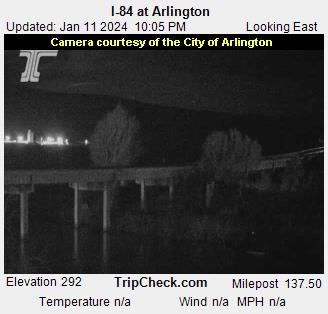 I-84 at Arlington
Updated: Jan 11 2024 10:05 PM Looking East
Camera courtesy of the City of Arlington
Elevation 292 TripCheck.com Milepost 137.50
Temperature n/a Wind n/a MPH n/a